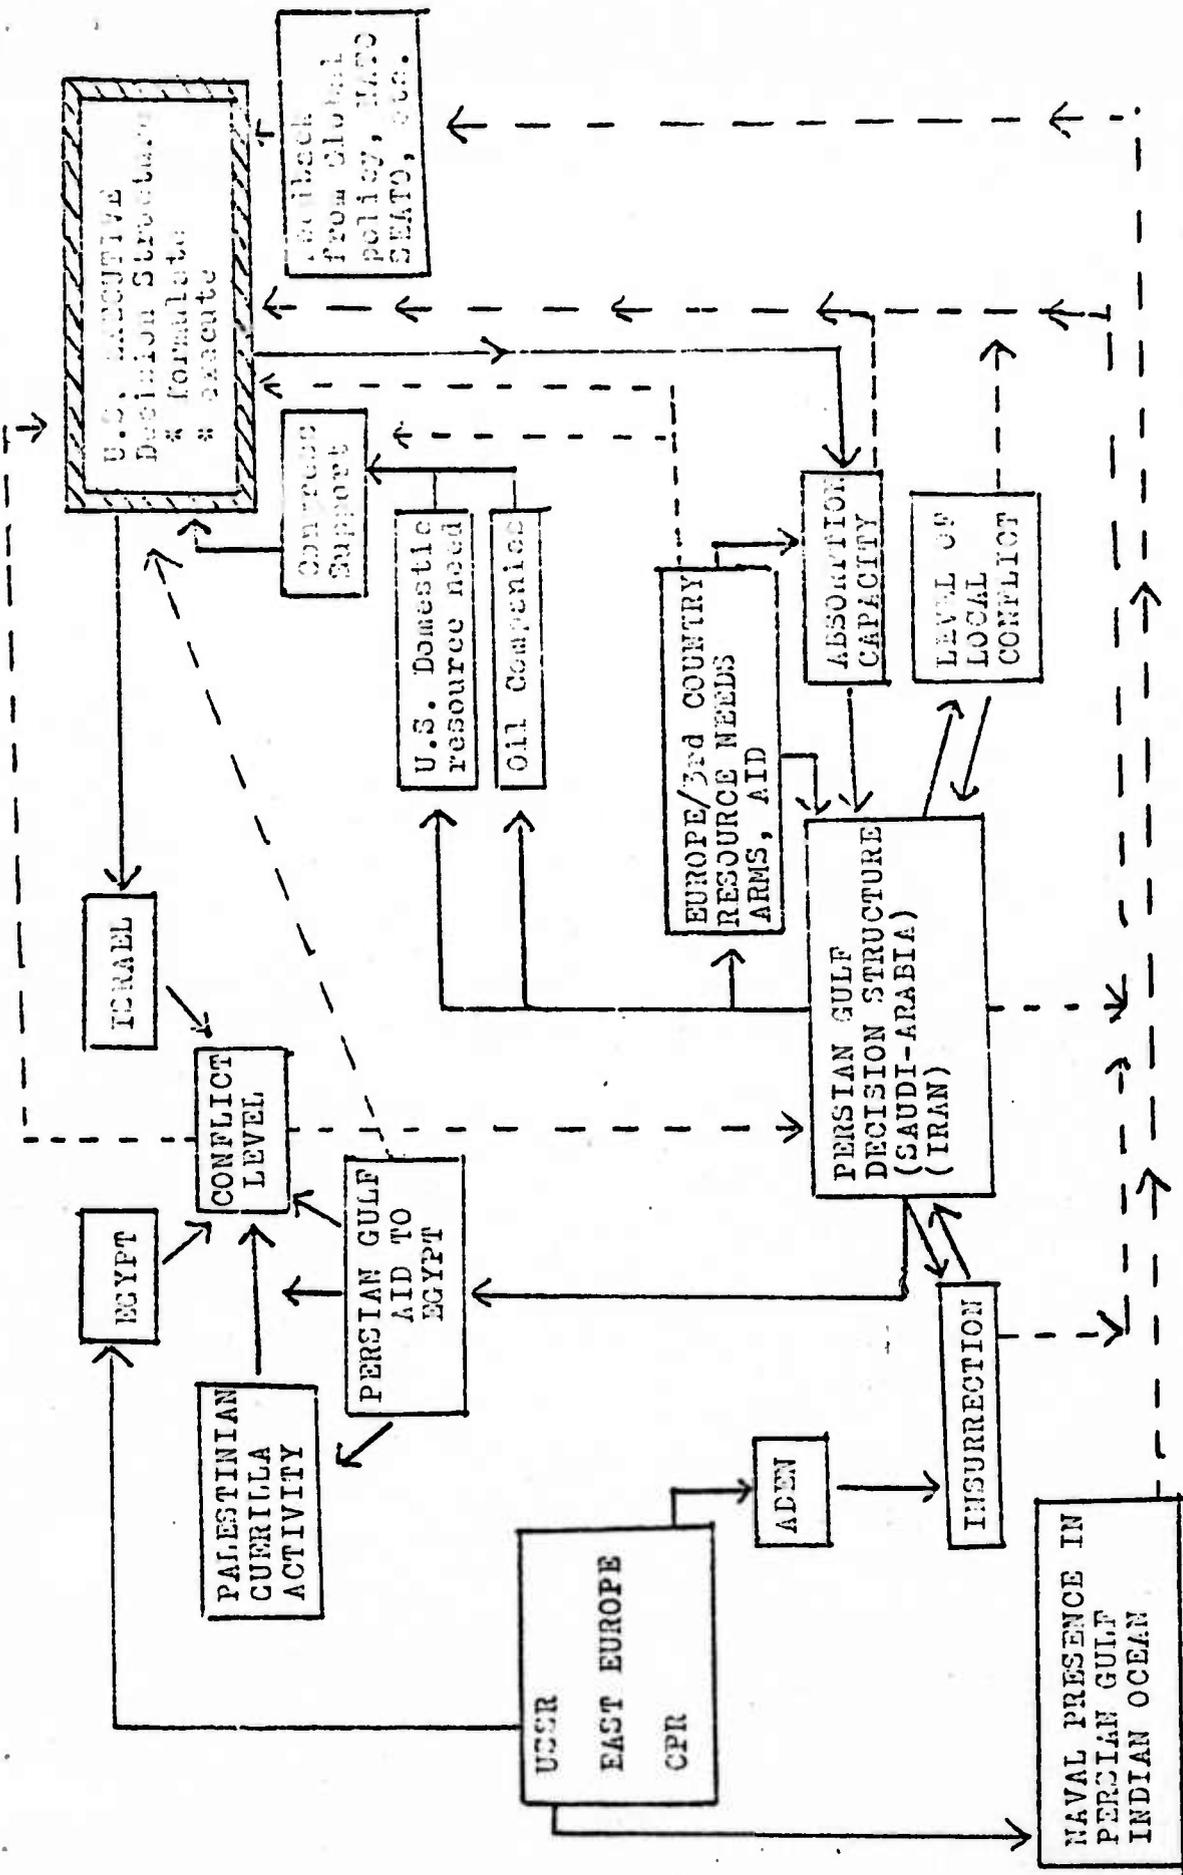 U.S. EXECUTIVE
Decision Structure
* formulate
* execute
EGYPT
ISRAEL
PALESTINIAN
GUERILLA
ACTIVITY
CONFLICT
LEVEL
Congress
Support
Feedback
from Global
policy, NATO
SEATO, etc.
PERSIAN GULF
AID TO
EGYPT
U.S. Domestic
resource need
Oil Companies
USSR
EAST EUROPE
CPR
EUROPE/3rd COUNTRY
RESOURCE NEEDS
ARMS, AID
ADEN
PERSIAN GULF
DECISION STRUCTURE
(SAUDI-ARABIA)
(IRAN)
ABSORPTION
CAPACITY
INSURRECTION
LEVEL OF
LOCAL
CONFLICT
NAVAL PRESENCE IN
PERSIAN GULF
INDIAN OCEAN